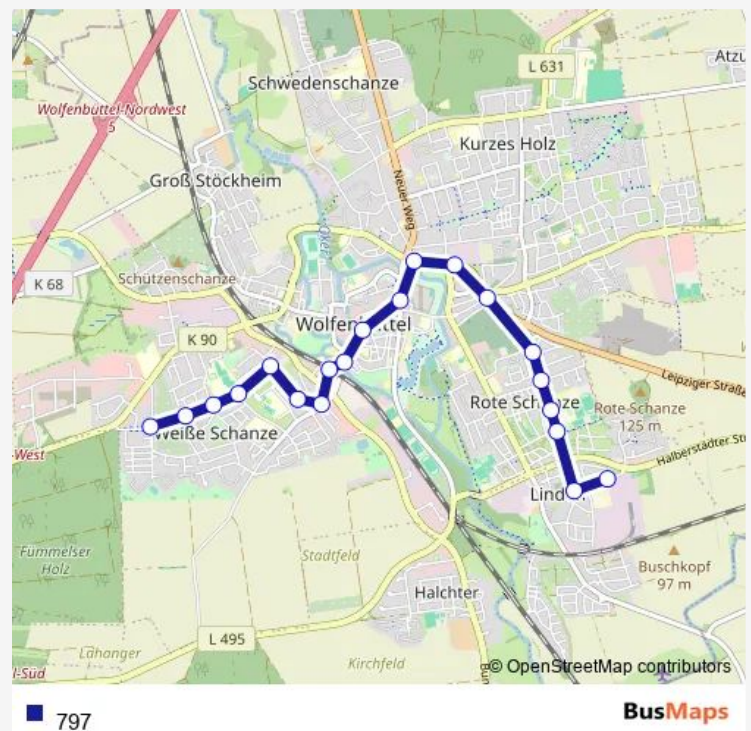 L 631
Atzu
Schwedenschanze
Wolfenbüttel-Nordwest
5
Kurzes Holz
Neuer Weg
Groß Stöckheim
Oker
Schützenschanze
K 68
K 90
Wolfenbüttel
Leipziger Straße
Rote Schanze
Rote-Schanze
125 m
Weiße Schanze
-West
Halberstädter Str
Linden
Fümmelser
Holz
Stadtfeld
Buschkopf
97 m
Halchter
L 495
Lahanger
Kirchfeld
l-Süd
© OpenStreetMap contributors
797
BusMaps